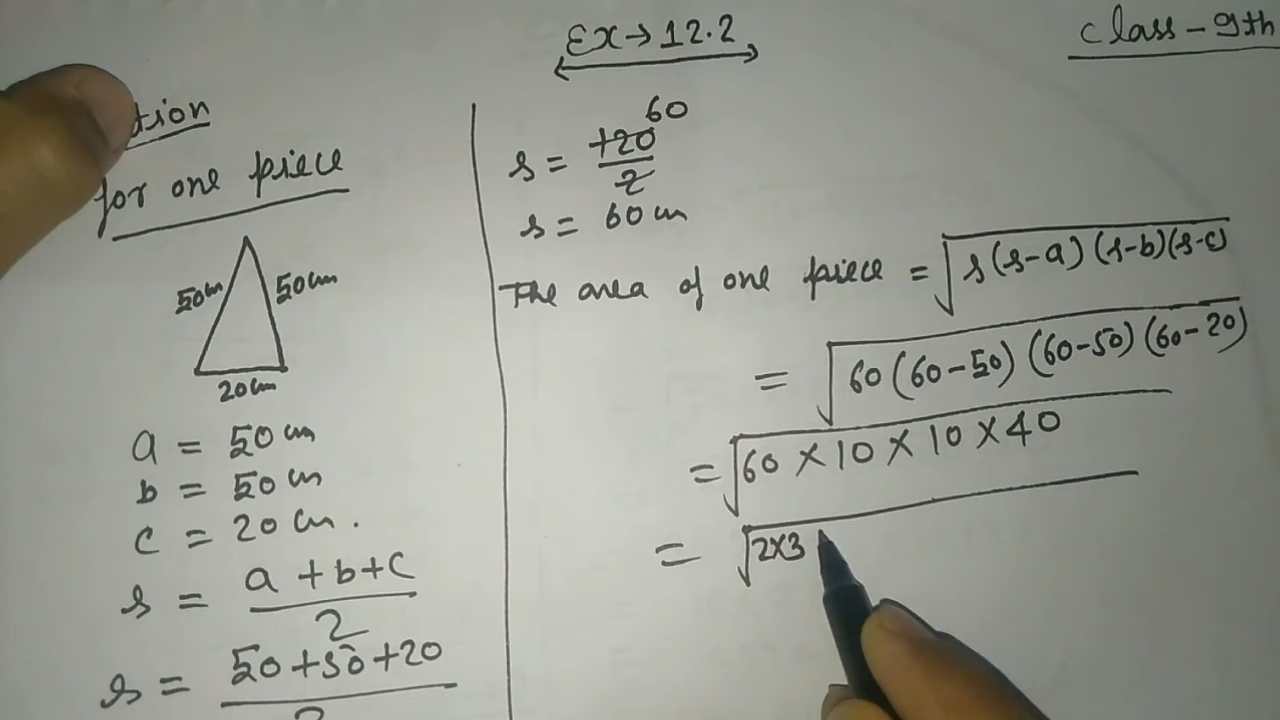 Ex → 12.2
Class - 9th
tion
for one piece
50cm 50cm
20cm
a = 50 cm
b = 50 cm
c = 20 cm.
s = a + b + c / 2
s = 50 + 50 + 20
s = 120 / 2 60
s = 60 cm
The area of one piece = √s(s-a)(s-b)(s-c)
= √60(60-50)(60-50)(60-20)
= √60 × 10 × 10 × 40
= √2×3